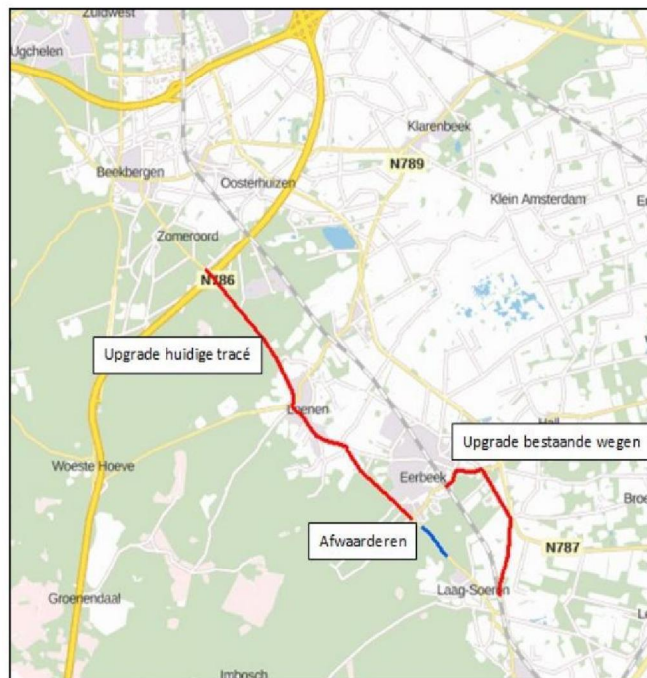 Zuidwest
Ugchelen
Klarenbeek
N789
Beekbergen
Oosterhuizen
Klein Amsterdam
Zomeroord
N786
Upgrade huidige tracé
Loenen
Upgrade bestaande wegen
Woeste Hoeve
Eerbeek
Afwaarderen
N787
Laag-Soeren
Groenendaal
Imbosch